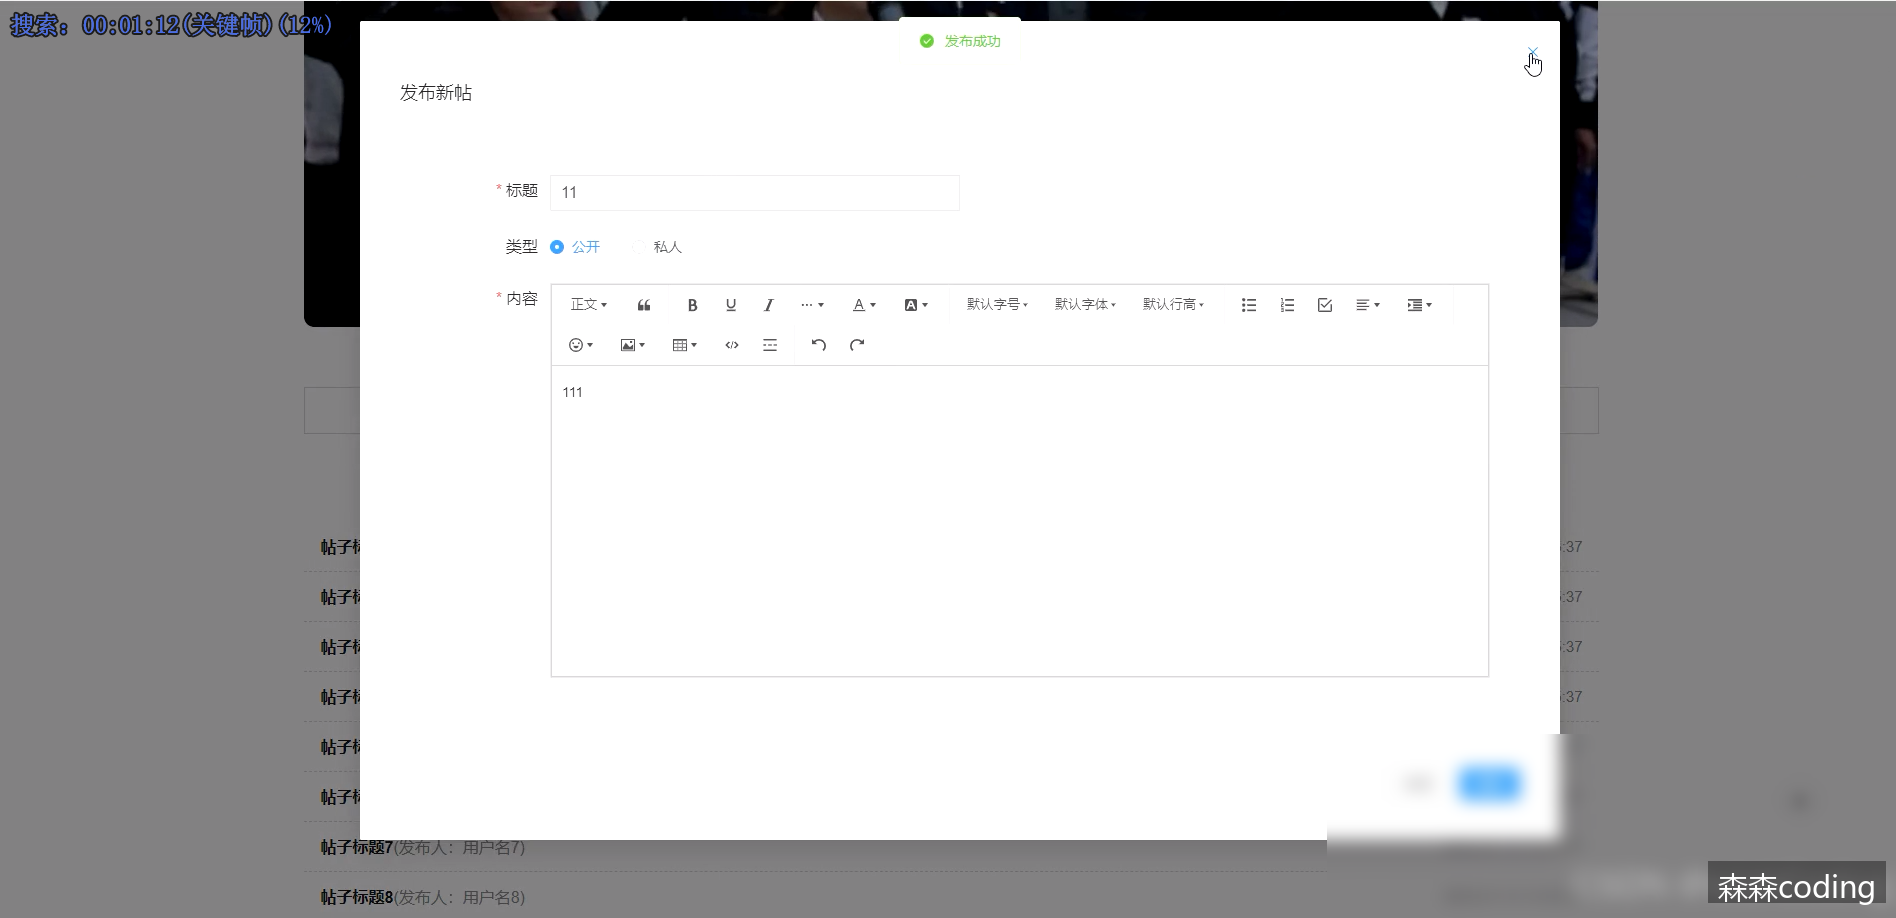 搜索：00:01:12(关键帧)(12%)
发布成功
发布新帖
* 标题 11
类型 公开 私人
* 内容 正文 B U I A A 默认字号 默认字体 默认行高
111
帖子标 :37
帖子标 :37
帖子标 :37
帖子标 :37
帖子标
帖子标
帖子标题7(发布人：用户名7)
帖子标题8(发布人：用户名8)
森森coding